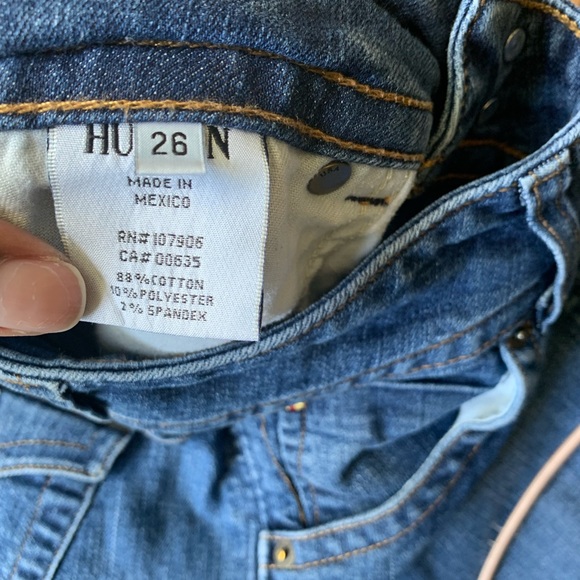 HU 26 N
MADE IN
MEXICO
RN# 107906
CA# 00635
88% COTTON
10% POLYESTER
2% SPANDEX